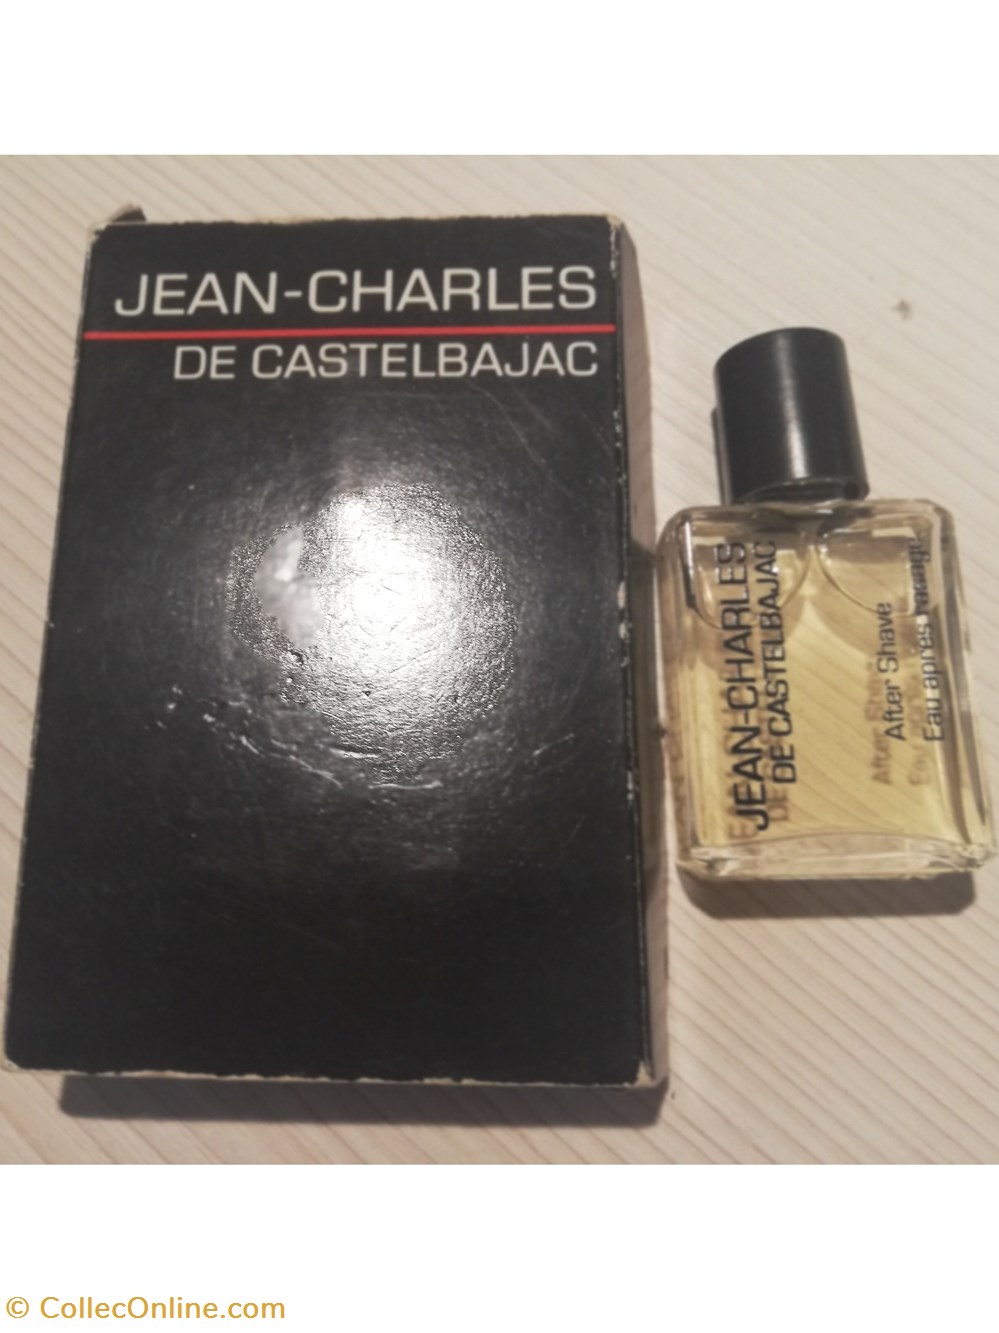 JEAN-CHARLES
DE CASTELBAJAC
JEAN-CHARLES
DE CASTELBAJAC
After Shave
Eau après rasage
© CollecOnline.com